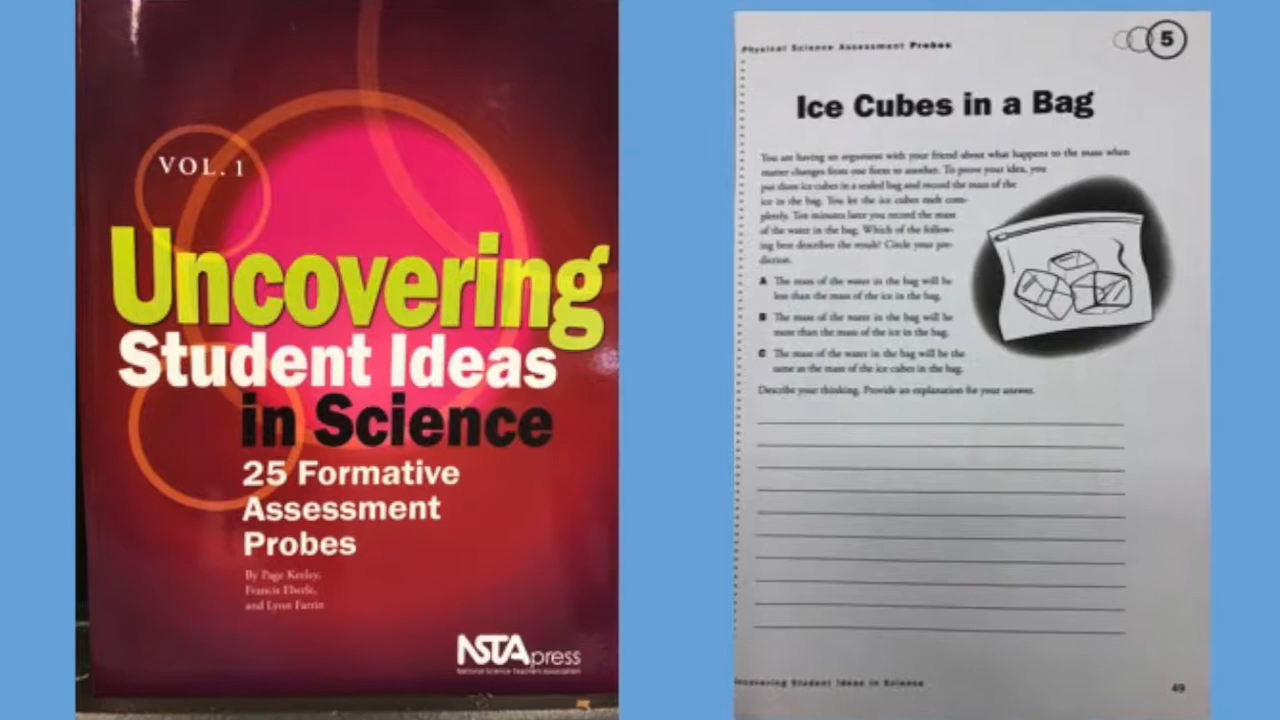 VOL. 1
Uncovering
Student Ideas
in Science
25 Formative
Assessment
Probes
By Page Keeley,
Francis Eberle,
and Lynn Farrin
NSTA press
National Science Teachers Association
Physical Science Assessment Probes
5
Ice Cubes in a Bag
You are having an argument with your friend about what happens to the mass when
matter changes from one form to another. To prove your idea, you
put three ice cubes in a sealed bag and record the mass of the
ice in the bag. You let the ice cubes melt com-
pletely. Ten minutes later you record the mass
of the water in the bag. Which of the follow-
ing best describes the result? Circle your pre-
diction.
A The mass of the water in the bag will be
less than the mass of the ice in the bag.
B The mass of the water in the bag will be
more than the mass of the ice in the bag.
C The mass of the water in the bag will be the
same as the mass of the ice cubes in the bag.
Describe your thinking. Provide an explanation for your answer.
Uncovering Student Ideas in Science
49